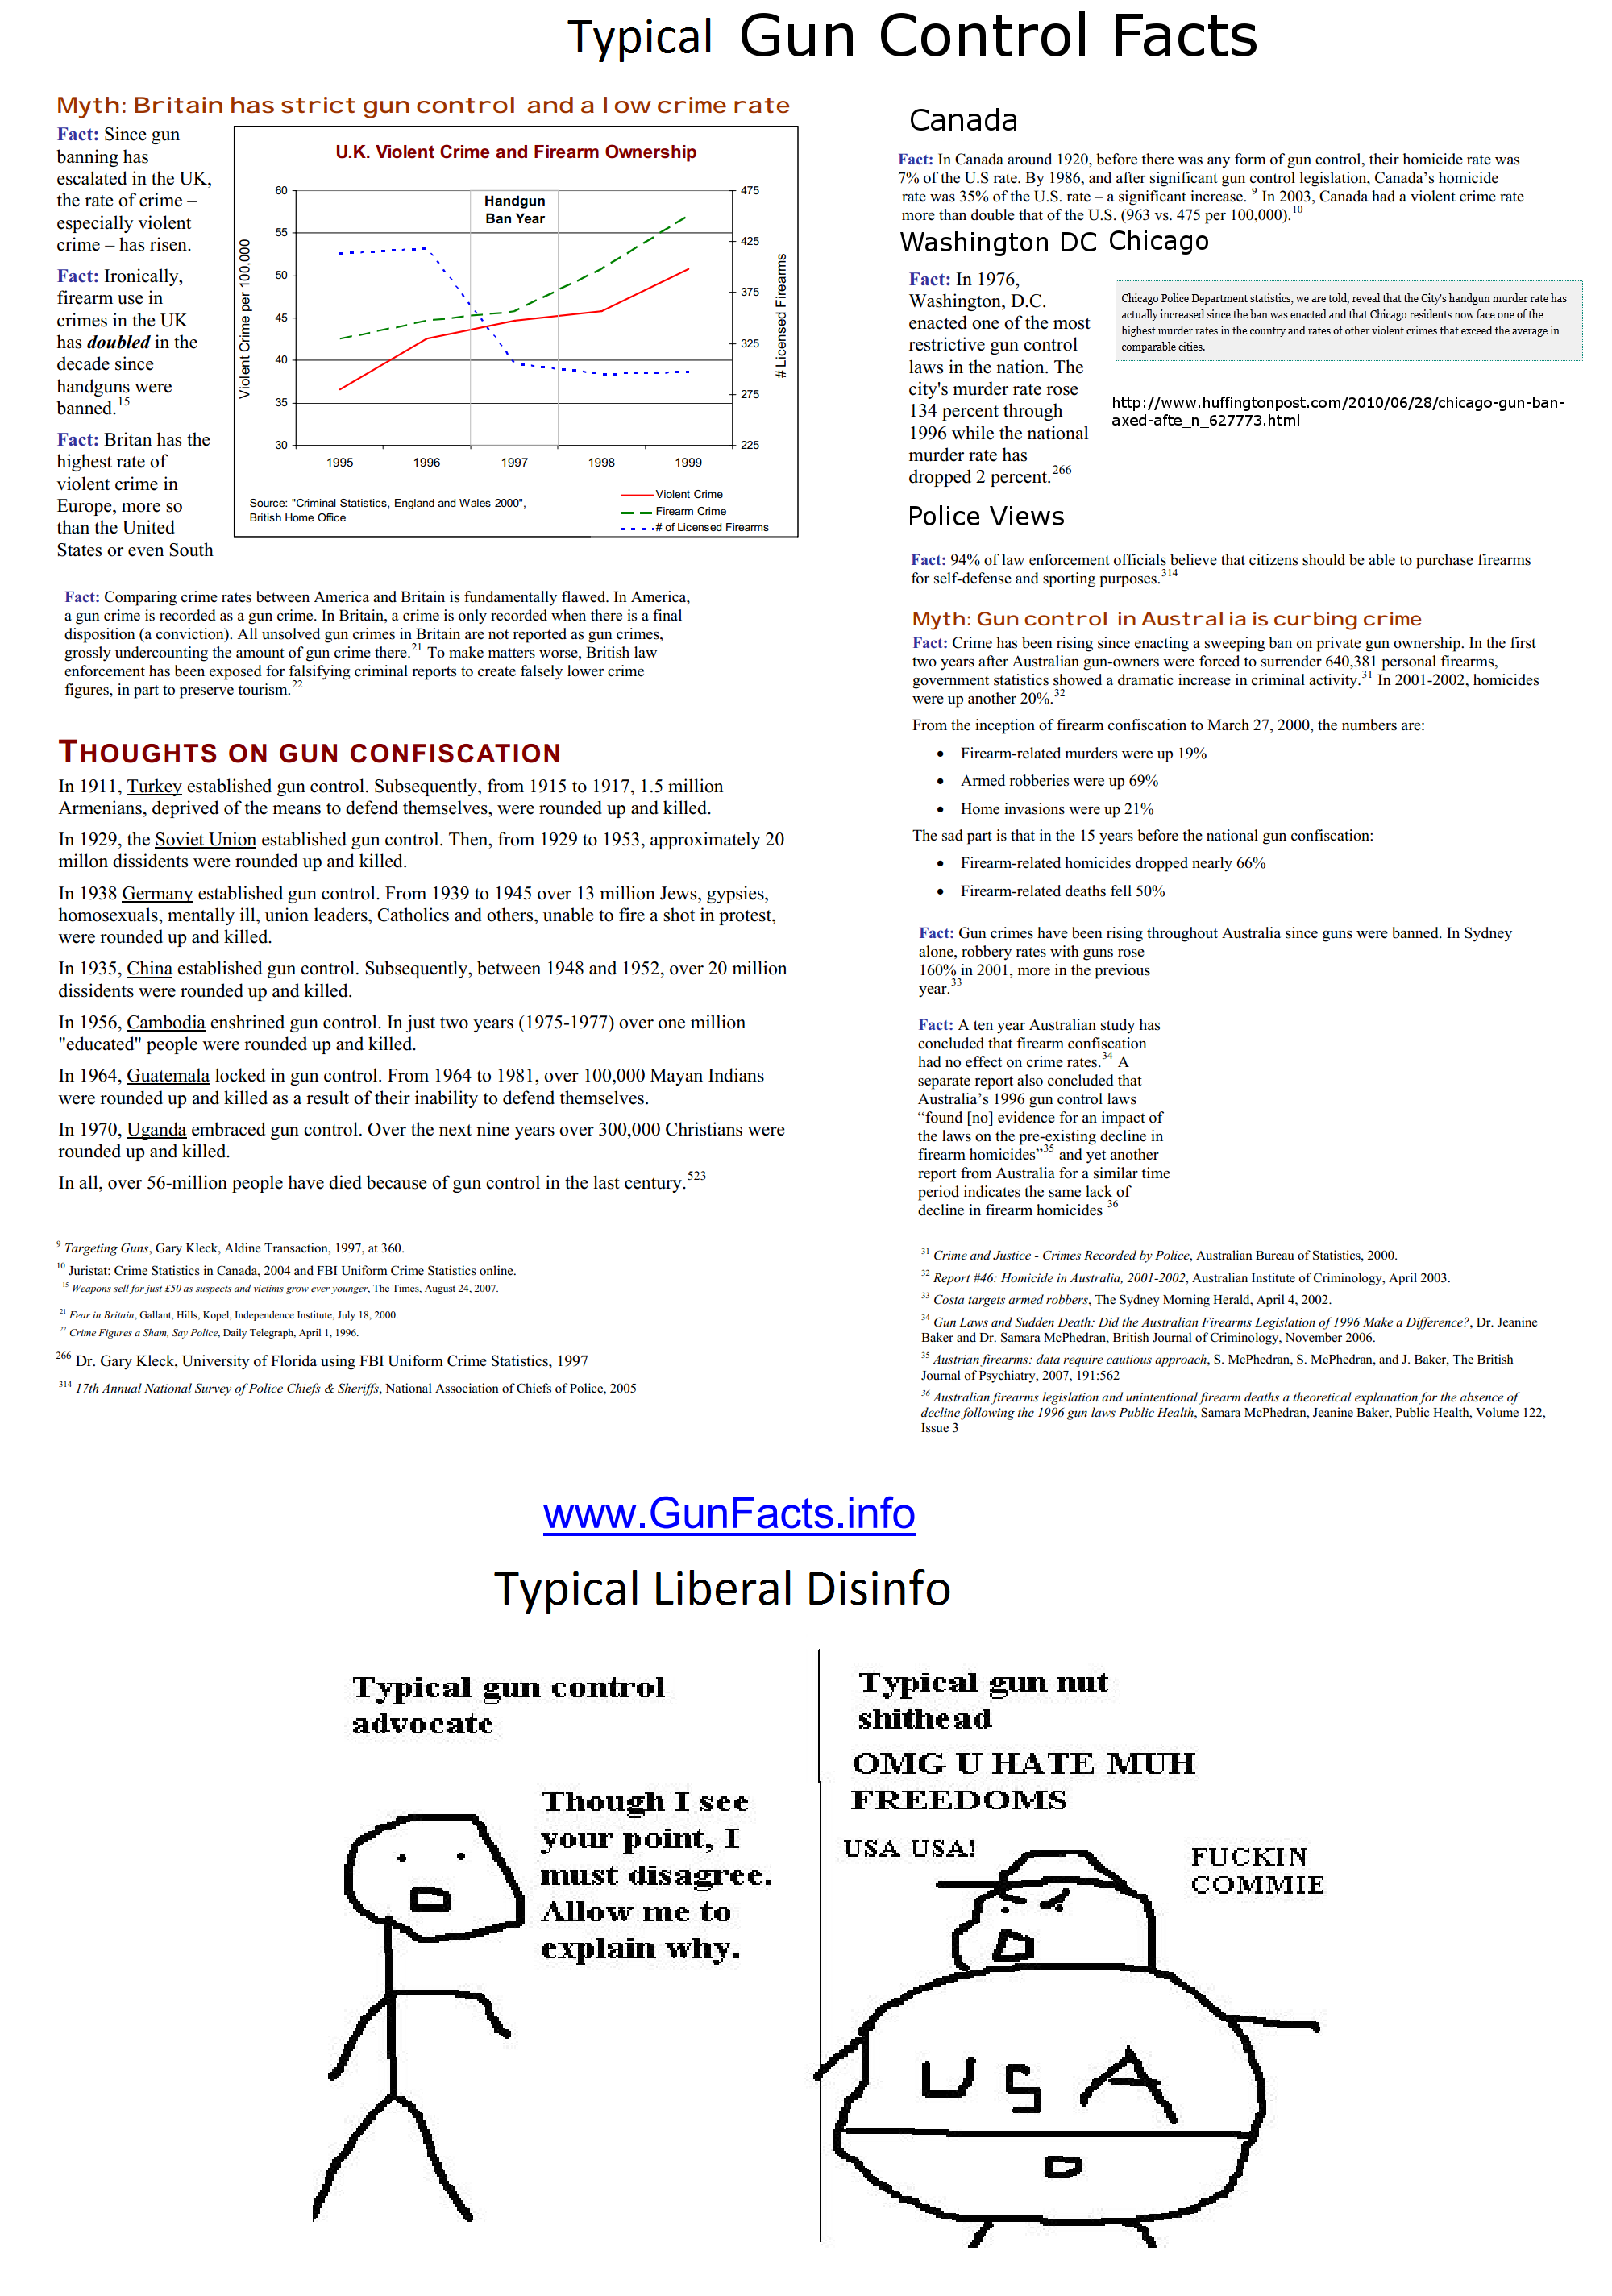 Typical Gun Control Facts
Myth: Britain has strict gun control and a low crime rate
Fact: Since gun
banning has
escalated in the UK,
the rate of crime –
especially violent
crime – has risen.
Fact: Ironically,
firearm use in
crimes in the UK
has doubled in the
decade since
handguns were
banned.15
Fact: Britan has the
highest rate of
violent crime in
Europe, more so
than the United
States or even South
U.K. Violent Crime and Firearm Ownership
Handgun
Ban Year
Violent Crime per 100,000
60
55
50
45
40
35
30
475
425
375
325
275
225
# Licensed Firearms
1995 1996 1997 1998 1999
Source: "Criminal Statistics, England and Wales 2000",
British Home Office
Violent Crime
Firearm Crime
# of Licensed Firearms
Fact: Comparing crime rates between America and Britain is fundamentally flawed. In America,
a gun crime is recorded as a gun crime. In Britain, a crime is only recorded when there is a final
disposition (a conviction). All unsolved gun crimes in Britain are not reported as gun crimes,
grossly undercounting the amount of gun crime there.21 To make matters worse, British law
enforcement has been exposed for falsifying criminal reports to create falsely lower crime
figures, in part to preserve tourism.22
THOUGHTS ON GUN CONFISCATION
In 1911, Turkey established gun control. Subsequently, from 1915 to 1917, 1.5 million
Armenians, deprived of the means to defend themselves, were rounded up and killed.
In 1929, the Soviet Union established gun control. Then, from 1929 to 1953, approximately 20
millon dissidents were rounded up and killed.
In 1938 Germany established gun control. From 1939 to 1945 over 13 million Jews, gypsies,
homosexuals, mentally ill, union leaders, Catholics and others, unable to fire a shot in protest,
were rounded up and killed.
In 1935, China established gun control. Subsequently, between 1948 and 1952, over 20 million
dissidents were rounded up and killed.
In 1956, Cambodia enshrined gun control. In just two years (1975-1977) over one million
"educated" people were rounded up and killed.
In 1964, Guatemala locked in gun control. From 1964 to 1981, over 100,000 Mayan Indians
were rounded up and killed as a result of their inability to defend themselves.
In 1970, Uganda embraced gun control. Over the next nine years over 300,000 Christians were
rounded up and killed.
In all, over 56-million people have died because of gun control in the last century.523
9 Targeting Guns, Gary Kleck, Aldine Transaction, 1997, at 360.
10 Juristat: Crime Statistics in Canada, 2004 and FBI Uniform Crime Statistics online.
15 Weapons sell for just £50 as suspects and victims grow ever younger, The Times, August 24, 2007.
21 Fear in Britain, Gallant, Hills, Kopel, Independence Institute, July 18, 2000.
22 Crime Figures a Sham, Say Police, Daily Telegraph, April 1, 1996.
266 Dr. Gary Kleck, University of Florida using FBI Uniform Crime Statistics, 1997
314 17th Annual National Survey of Police Chiefs & Sheriffs, National Association of Chiefs of Police, 2005
Canada
Fact: In Canada around 1920, before there was any form of gun control, their homicide rate was
7% of the U.S rate. By 1986, and after significant gun control legislation, Canada's homicide
rate was 35% of the U.S. rate – a significant increase. 9 In 2003, Canada had a violent crime rate
more than double that of the U.S. (963 vs. 475 per 100,000).10
Washington DC
Fact: In 1976,
Washington, D.C.
enacted one of the most
restrictive gun control
laws in the nation. The
city's murder rate rose
134 percent through
1996 while the national
murder rate has
dropped 2 percent.266
Chicago
Chicago Police Department statistics, we are told, reveal that the City's handgun murder rate has
actually increased since the ban was enacted and that Chicago residents now face one of the
highest murder rates in the country and rates of other violent crimes that exceed the average in
comparable cities.
http://www.huffingtonpost.com/2010/06/28/chicago-gun-ban-
axed-afte_n_627773.html
Police Views
Fact: 94% of law enforcement officials believe that citizens should be able to purchase firearms
for self-defense and sporting purposes.314
Myth: Gun control in Australia is curbing crime
Fact: Crime has been rising since enacting a sweeping ban on private gun ownership. In the first
two years after Australian gun-owners were forced to surrender 640,381 personal firearms,
government statistics showed a dramatic increase in criminal activity.31 In 2001-2002, homicides
were up another 20%.32
From the inception of firearm confiscation to March 27, 2000, the numbers are:
• Firearm-related murders were up 19%
• Armed robberies were up 69%
• Home invasions were up 21%
The sad part is that in the 15 years before the national gun confiscation:
• Firearm-related homicides dropped nearly 66%
• Firearm-related deaths fell 50%
Fact: Gun crimes have been rising throughout Australia since guns were banned. In Sydney
alone, robbery rates with guns rose
160% in 2001, more in the previous
year.33
Fact: A ten year Australian study has
concluded that firearm confiscation
had no effect on crime rates.34 A
separate report also concluded that
Australia's 1996 gun control laws
“found [no] evidence for an impact of
the laws on the pre-existing decline in
firearm homicides”35 and yet another
report from Australia for a similar time
period indicates the same lack of
decline in firearm homicides 36
31 Crime and Justice - Crimes Recorded by Police, Australian Bureau of Statistics, 2000.
32 Report #46: Homicide in Australia, 2001-2002, Australian Institute of Criminology, April 2003.
33 Costa targets armed robbers, The Sydney Morning Herald, April 4, 2002.
34 Gun Laws and Sudden Death: Did the Australian Firearms Legislation of 1996 Make a Difference?, Dr. Jeanine
Baker and Dr. Samara McPhedran, British Journal of Criminology, November 2006.
35 Austrian firearms: data require cautious approach, S. McPhedran, S. McPhedran, and J. Baker, The British
Journal of Psychiatry, 2007, 191:562
36 Australian firearms legislation and unintentional firearm deaths a theoretical explanation for the absence of
decline following the 1996 gun laws Public Health, Samara McPhedran, Jeanine Baker, Public Health, Volume 122,
Issue 3
www.GunFacts.info
Typical Liberal Disinfo
Typical gun control
advocate
Though I see
your point, I
must disagree.
Allow me to
explain why.
Typical gun nut
shithead
OMG U HATE MUH
FREEDOMS
USA USA!
FUCKIN
COMMIE
USA